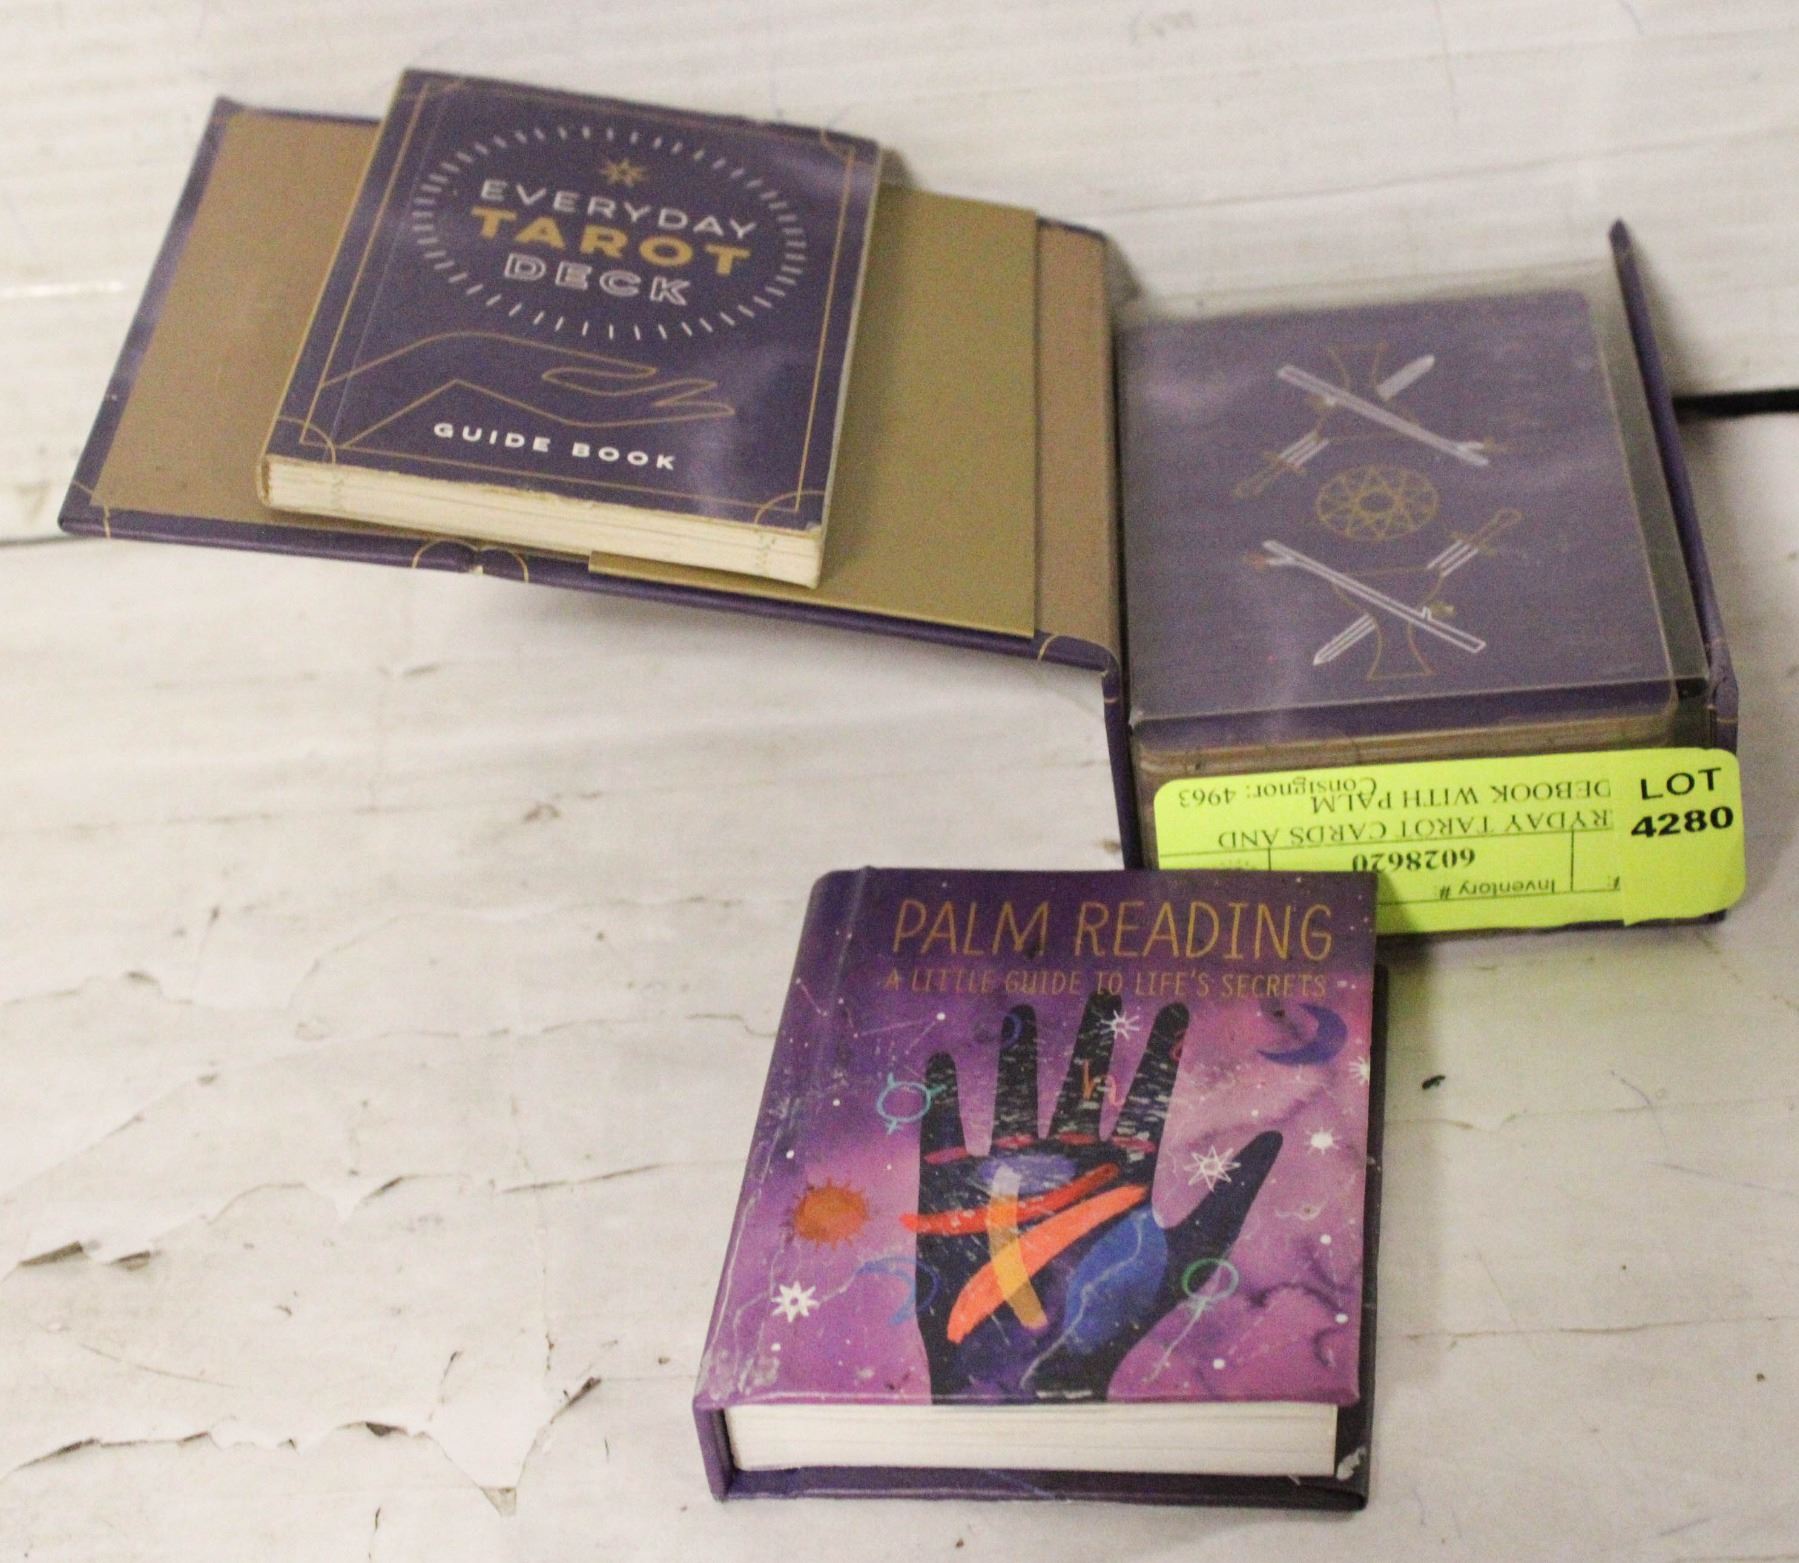 EVERYDAY
TAROT
DECK
GUIDE BOOK
LOT
4280
Inventory #:
6028620
RYDAY TAROT CARDS AND
DEBOOK WITH PALM
Consignor: 4963
PALM READING
A LITTLE GUIDE TO LIFE'S SECRETS